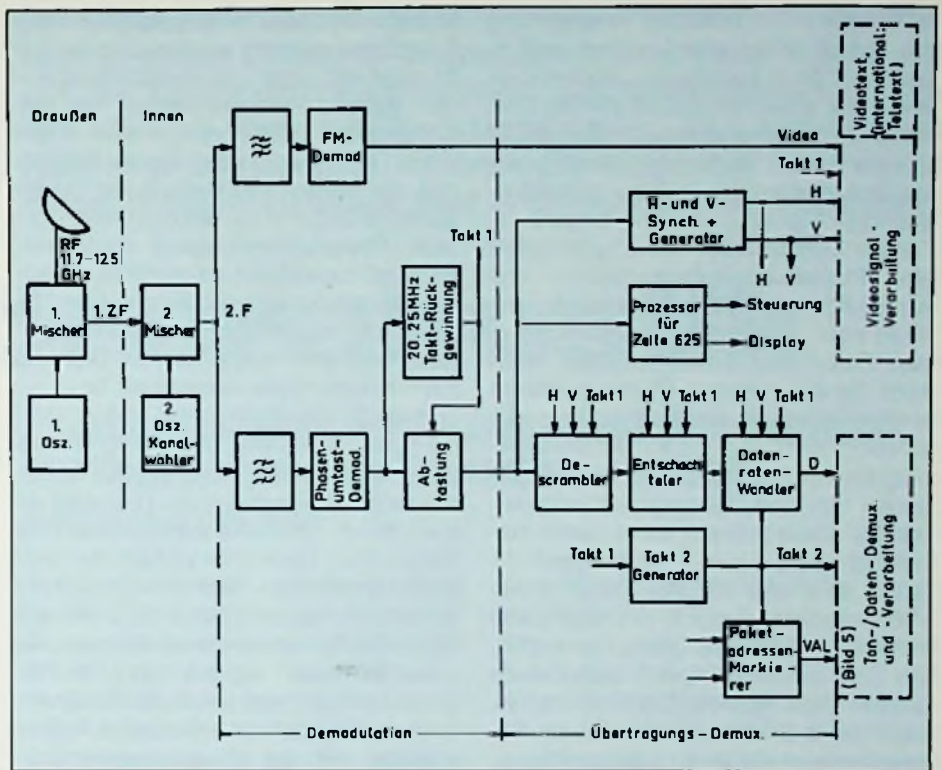 Draußen
Innen
RF
11.7-12.5
GHz
1.
Mischer
1. ZF
2.
Mischer
2. F
1.
Osz.
2.
Osz.
Kanal-
wähler
FM-
Demod.
Phasen-
umtast-
Demod.
20.25MHz
Takt-Rück-
gewinnung
Takt 1
Ab-
tastung
Video
Takt 1
H
V
H- und V-
Synch. +
Generator
H V
Prozessor
für
Zeile 625
Steuerung
Display
H V Takt 1
H V Takt 1
H V Takt 1
De-
scrambler
Entschach-
teler
Daten-
raten-
Wandler
D
Takt 1
Takt 2
Generator
Takt 2
Paket-
adressen-
Markie-
rer
VAL
Videotext,
(international:
Teletext)
Videosignal-
Verarbeitung
(Bild 5)
Ton-/Daten-Demux.
und -Verarbeitung
Demodulation
Übertragungs-Demux.